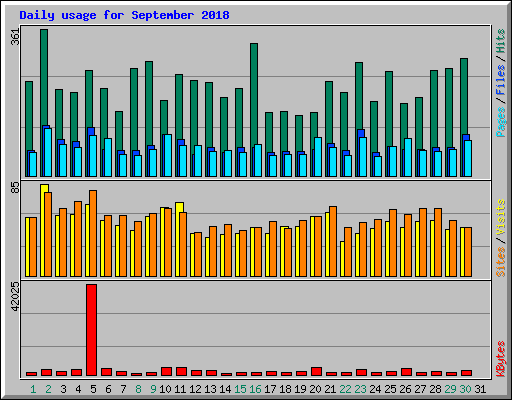 Daily usage for September 2018
361
Pages/Files/Hits
85
Sites/Visits
42025
KBytes
1 2 3 4 5 6 7 8 9 10 11 12 13 14 15 16 17 18 19 20 21 22 23 24 25 26 27 28 29 30 31